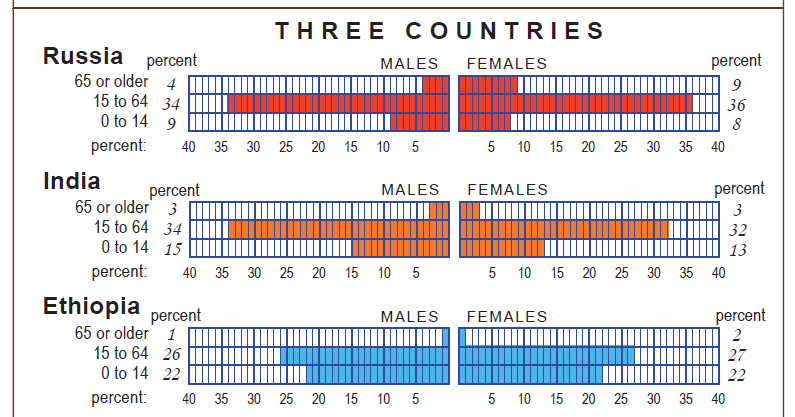 THREE COUNTRIES
Russia percent MALES FEMALES percent
65 or older 4 9
15 to 64 34 36
0 to 14 9 8
percent: 40 35 30 25 20 15 10 5 5 10 15 20 25 30 35 40
India percent MALES FEMALES percent
65 or older 3 3
15 to 64 34 32
0 to 14 15 13
percent: 40 35 30 25 20 15 10 5 5 10 15 20 25 30 35 40
Ethiopia percent MALES FEMALES percent
65 or older 1 2
15 to 64 26 27
0 to 14 22 22
percent: 40 35 30 25 20 15 10 5 5 10 15 20 25 30 35 40